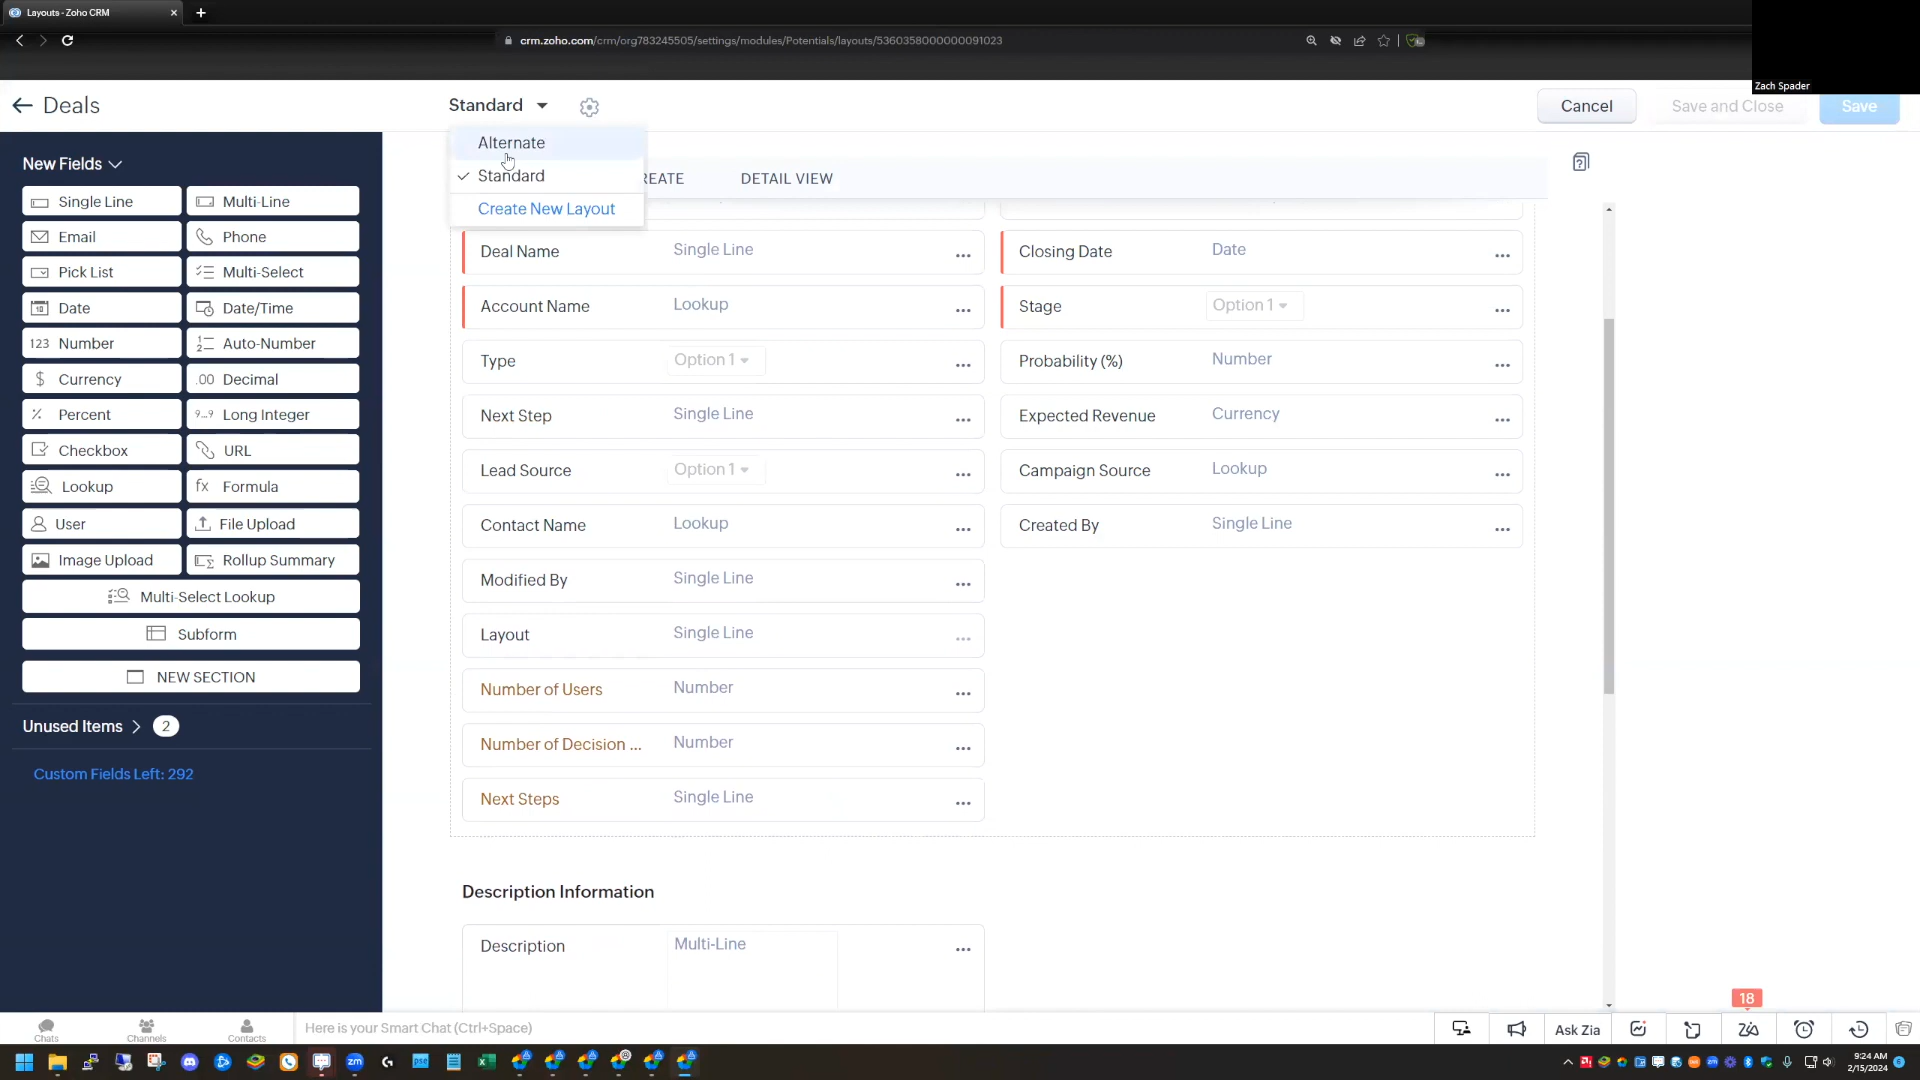 Layouts - Zoho CRM
crm.zoho.com/crm/org783245505/settings/modules/Potentials/layouts/5360358000000091023
Zach Spader
Deals
Standard
Cancel
Save and Close
Save
Alternate
Standard
Create New Layout
REATE
DETAIL VIEW
New Fields
Single Line
Multi-Line
Email
Phone
Pick List
Multi-Select
Date
Date/Time
Number
Auto-Number
Currency
Decimal
Percent
Long Integer
Checkbox
URL
Lookup
Formula
User
File Upload
Image Upload
Rollup Summary
Multi-Select Lookup
Subform
NEW SECTION
Unused Items
2
Custom Fields Left: 292
Deal Name Single Line
Closing Date Date
Account Name Lookup
Stage Option 1
Type Option 1
Probability (%) Number
Next Step Single Line
Expected Revenue Currency
Lead Source Option 1
Campaign Source Lookup
Contact Name Lookup
Created By Single Line
Modified By Single Line
Layout Single Line
Number of Users Number
Number of Decision ... Number
Next Steps Single Line
Description Information
Description Multi-Line
18
Chats
Channels
Contacts
Here is your Smart Chat (Ctrl+Space)
Ask Zia
9:24 AM
2/15/2024